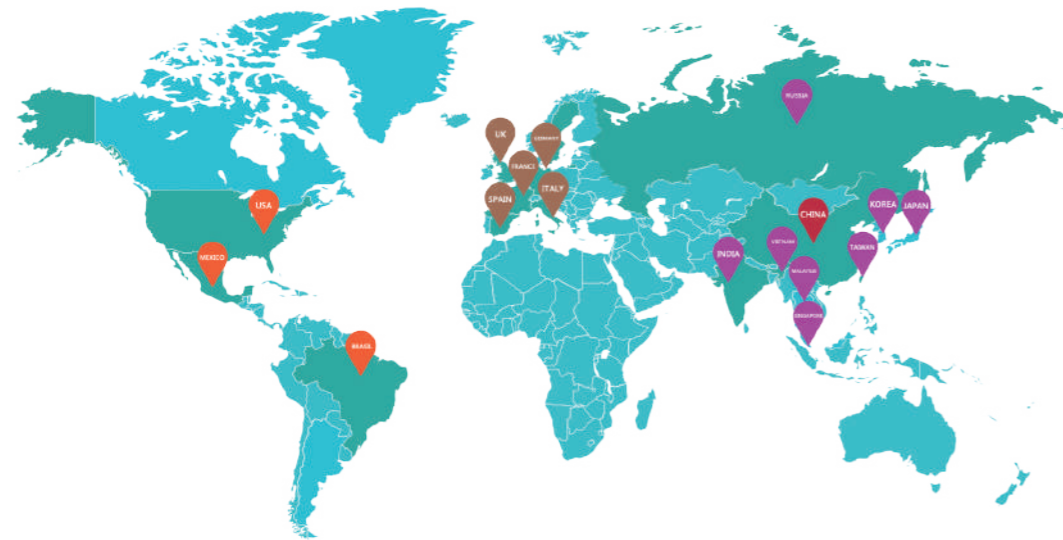 RUSSIA
UK
GERMANY
FRANCE
ITALY
SPAIN
USA
KOREA
JAPAN
CHINA
MEXICO
VIETNAM
TAIWAN
INDIA
MALAYSIA
SINGAPORE
BRASIL